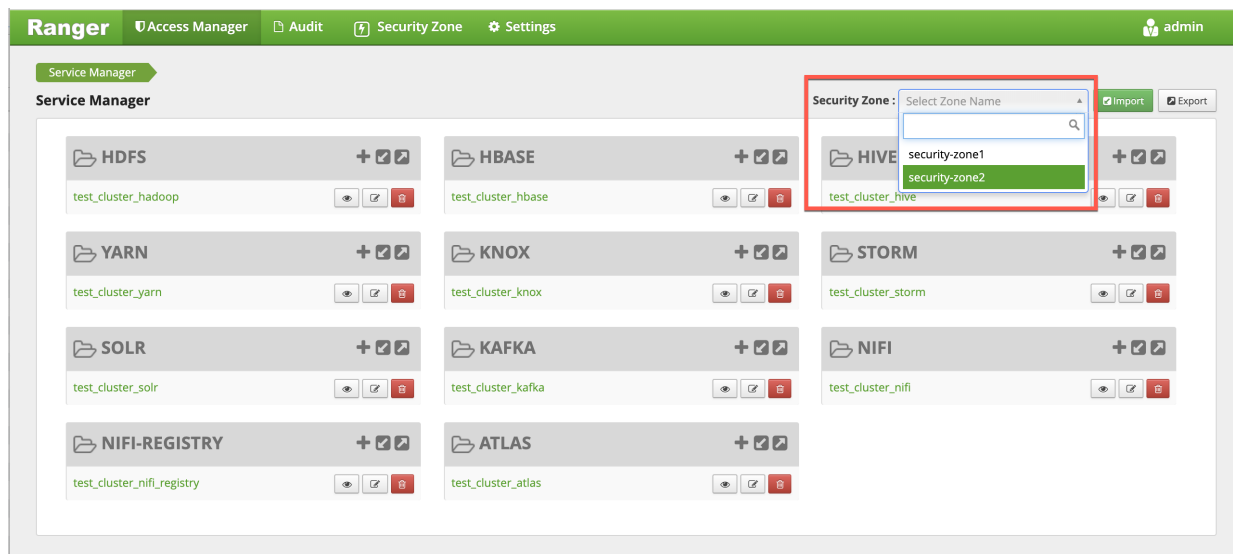 Ranger Access Manager Audit Security Zone Settings admin
Service Manager
Service Manager Security Zone : Select Zone Name Import Export
security-zone1
security-zone2
HDFS HBASE HIVE
test_cluster_hadoop test_cluster_hbase test_cluster_hive
YARN KNOX STORM
test_cluster_yarn test_cluster_knox test_cluster_storm
SOLR KAFKA NIFI
test_cluster_solr test_cluster_kafka test_cluster_nifi
NIFI-REGISTRY ATLAS
test_cluster_nifi_registry test_cluster_atlas